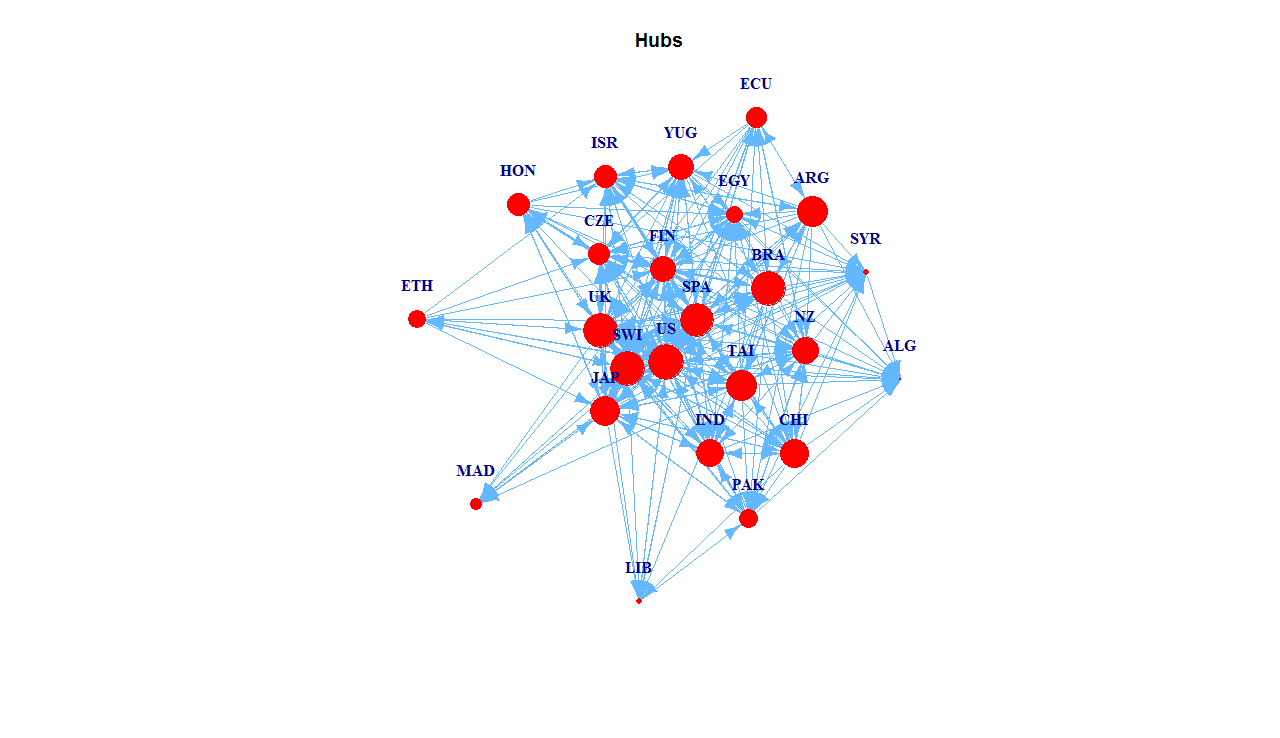 Hubs
ECU
YUG
ISR
HON
EGY
ARG
CZE
FIN
SYR
BRA
ETH
SPA
UK
NZ
US
SWI
ALG
TAI
JAP
IND
CHI
MAD
PAK
LIB